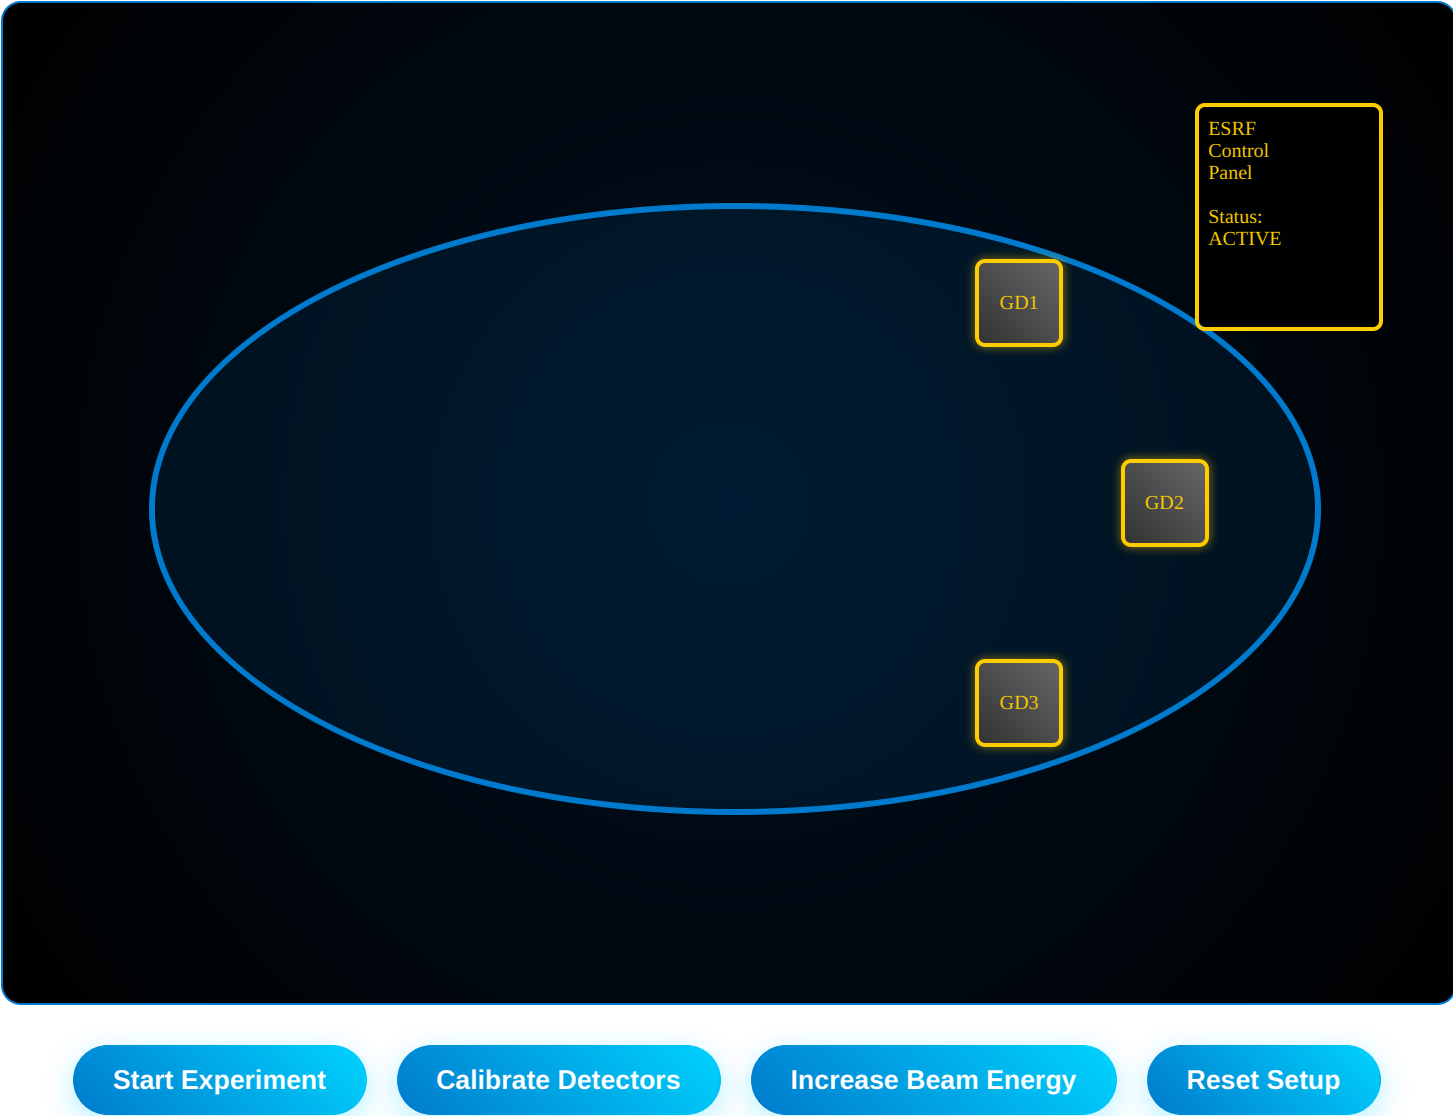 ESRF
Control
Panel
Status:
ACTIVE
GD1
GD2
GD3
Start Experiment
Calibrate Detectors
Increase Beam Energy
Reset Setup